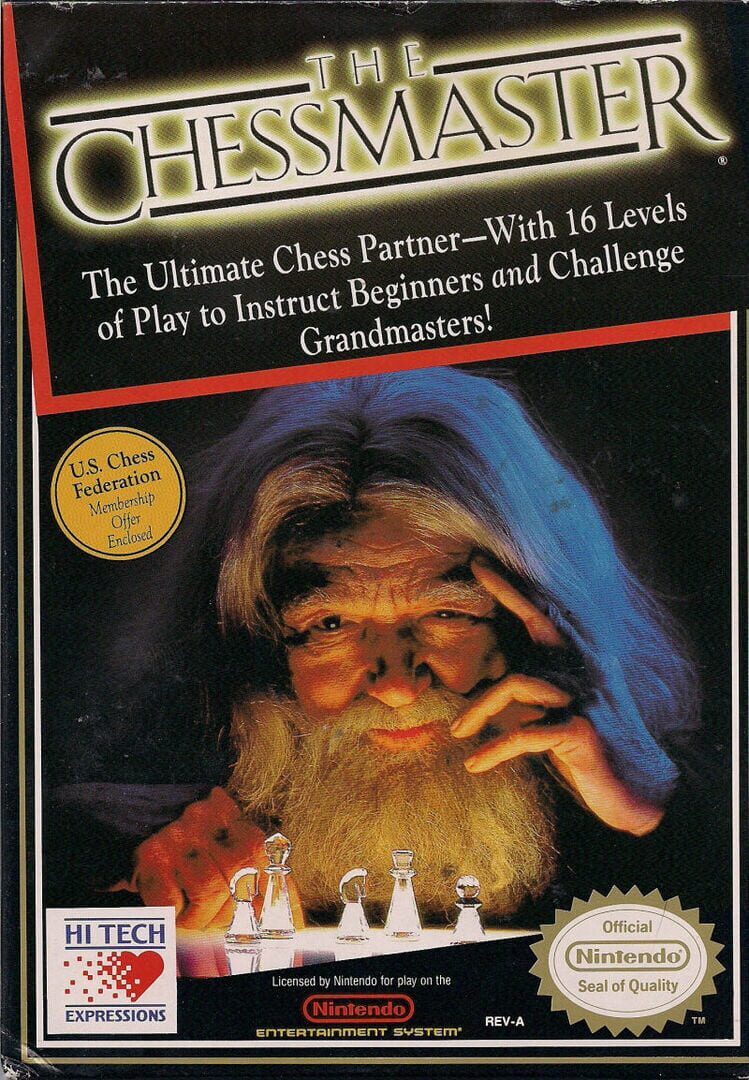 THE
CHESSMASTER®
The Ultimate Chess Partner—With 16 Levels
of Play to Instruct Beginners and Challenge
Grandmasters!
U.S. Chess
Federation
Membership
Offer
Enclosed
HI TECH
EXPRESSIONS
Licensed by Nintendo for play on the
Nintendo®
ENTERTAINMENT SYSTEM®
REV-A
Official
Nintendo®
Seal of Quality
TM